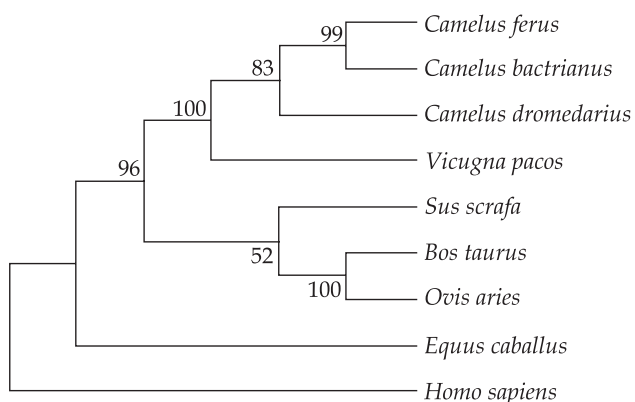 Camelus ferus
99
Camelus bactrianus
83
Camelus dromedarius
100
Vicugna pacos
96
Sus scrafa
52
Bos taurus
100
Ovis aries
Equus caballus
Homo sapiens